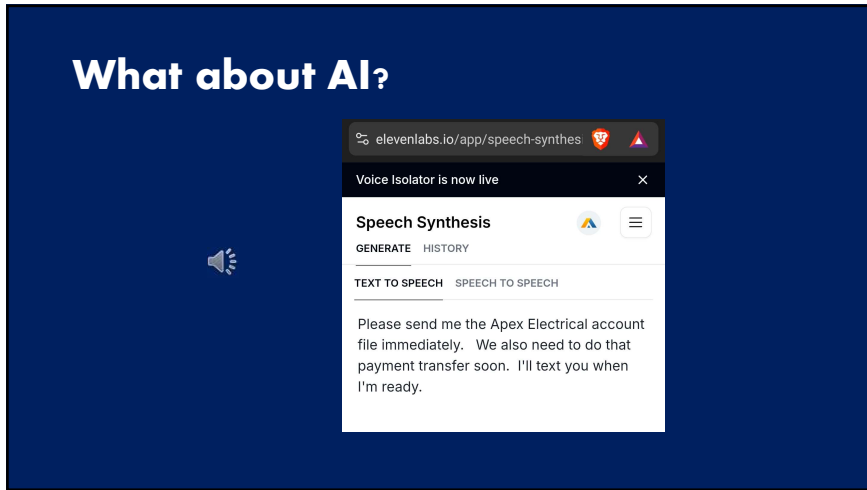 What about AI?
elevenlabs.io/app/speech-synthes
Voice Isolator is now live
Speech Synthesis
GENERATE HISTORY
TEXT TO SPEECH SPEECH TO SPEECH
Please send me the Apex Electrical account
file immediately. We also need to do that
payment transfer soon. I'll text you when
I'm ready.